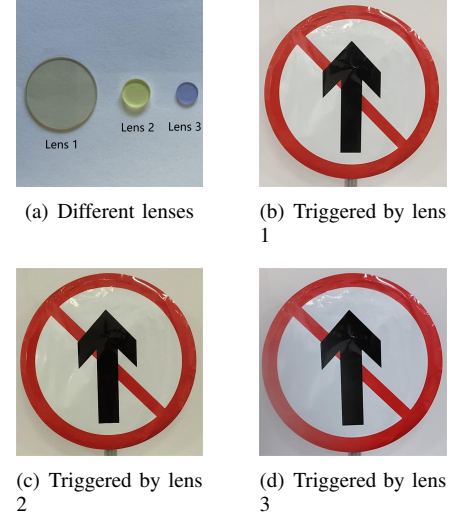 Lens 1
Lens 2
Lens 3
(a) Different lenses
(b) Triggered by lens
1
(c) Triggered by lens
2
(d) Triggered by lens
3